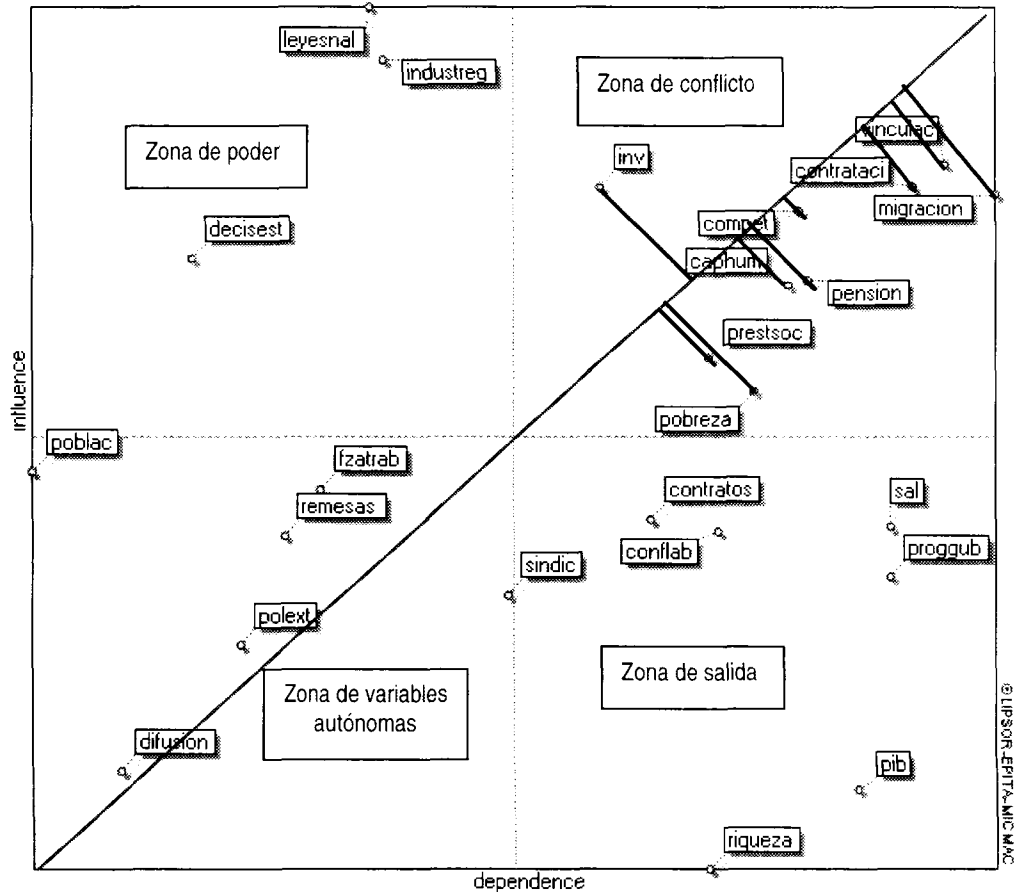 leyesnal
industreg
Zona de conflicto
Zona de poder
vinculac
inv
contrataci
migracion
decisest
compet
caphum
pension
prestsoc
influence
pobreza
poblac
fzatrab
contratos
sal
remesas
conflab
proggub
sindic
polext
Zona de salida
Zona de variables
autónomas
difusion
pib
riqueza
dependence
© LIPSOR-EPITA-MICMAC